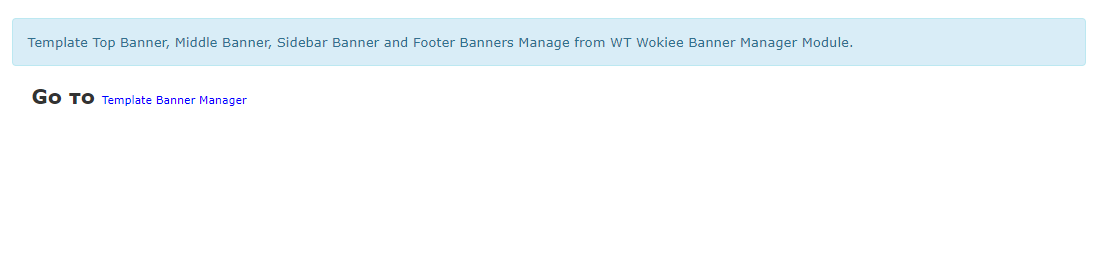 Template Top Banner, Middle Banner, Sidebar Banner and Footer Banners Manage from WT Wokiee Banner Manager Module.
Go to Template Banner Manager